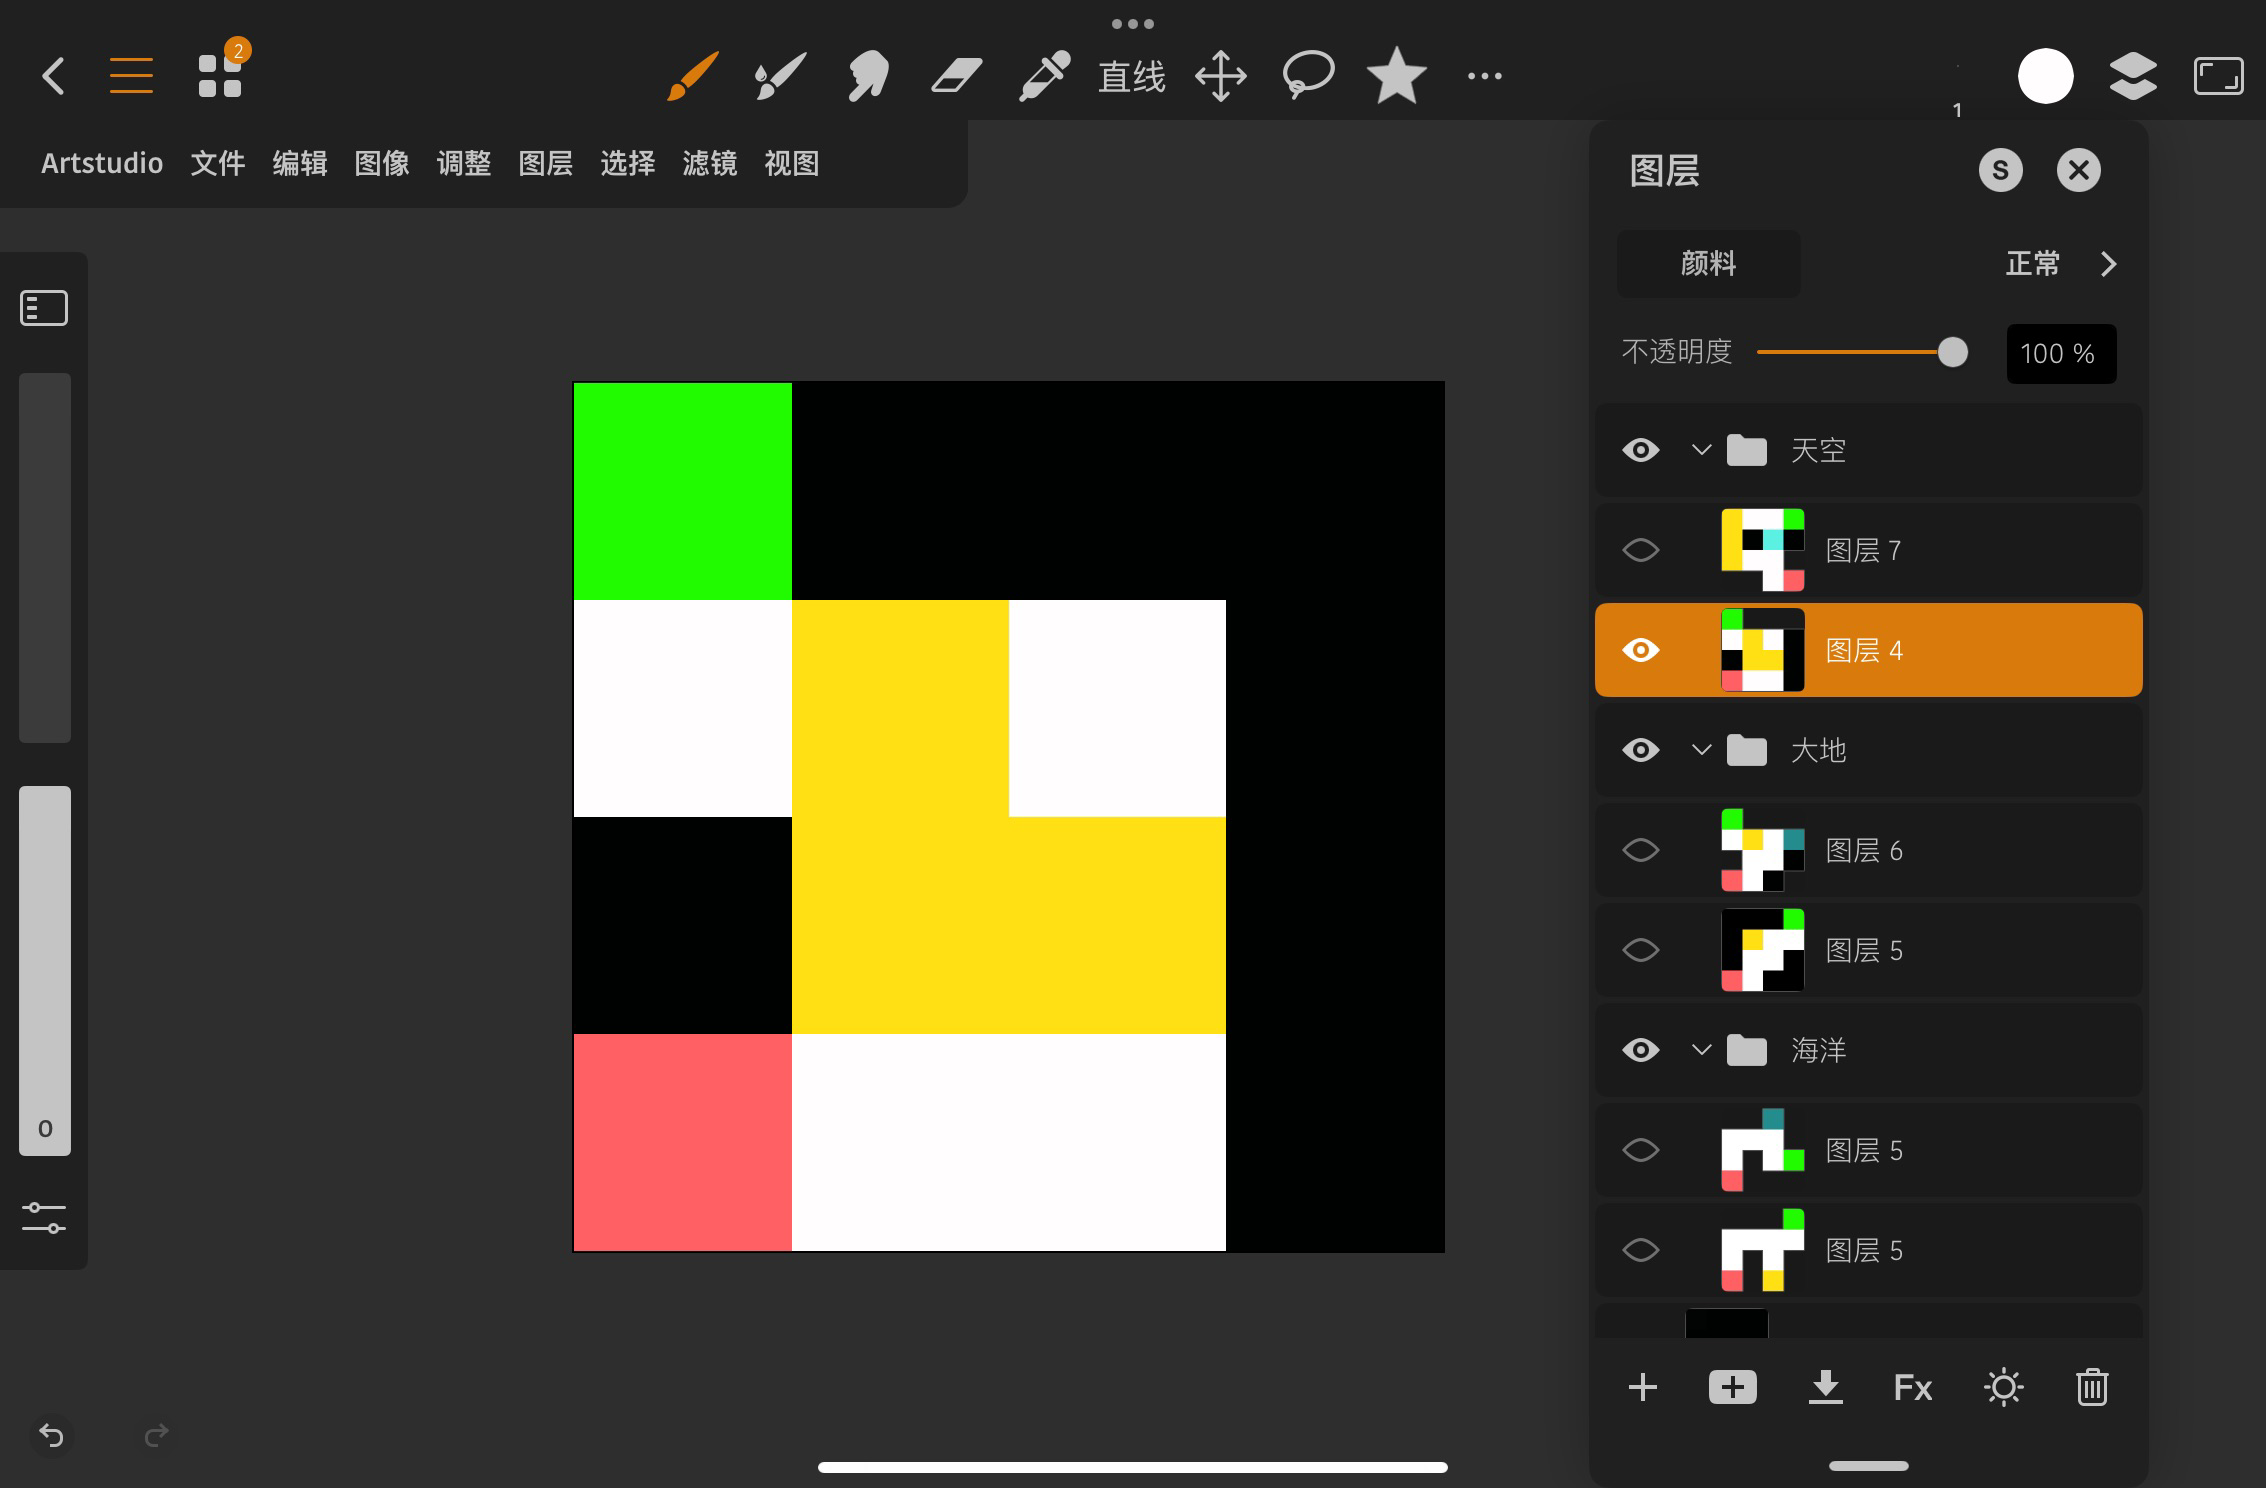 2
直线
1
Artstudio 文件 编辑 图像 调整 图层 选择 滤镜 视图
图层
S
颜料
正常
不透明度
100 %
天空
图层 7
图层 4
大地
图层 6
图层 5
海洋
图层 5
图层 5
0
Fx